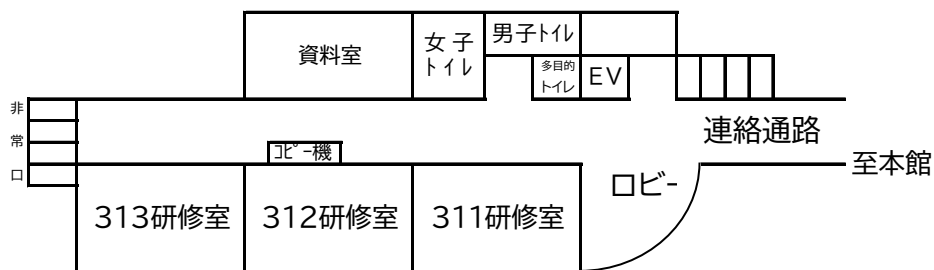 資料室
女子
ﾄｲﾚ
男子ﾄｲﾚ
多目的
ﾄｲﾚ
EV
非
常
口
ｺﾋﾟｰ機
連絡通路
至本館
ロビｰ
313研修室
312研修室
311研修室